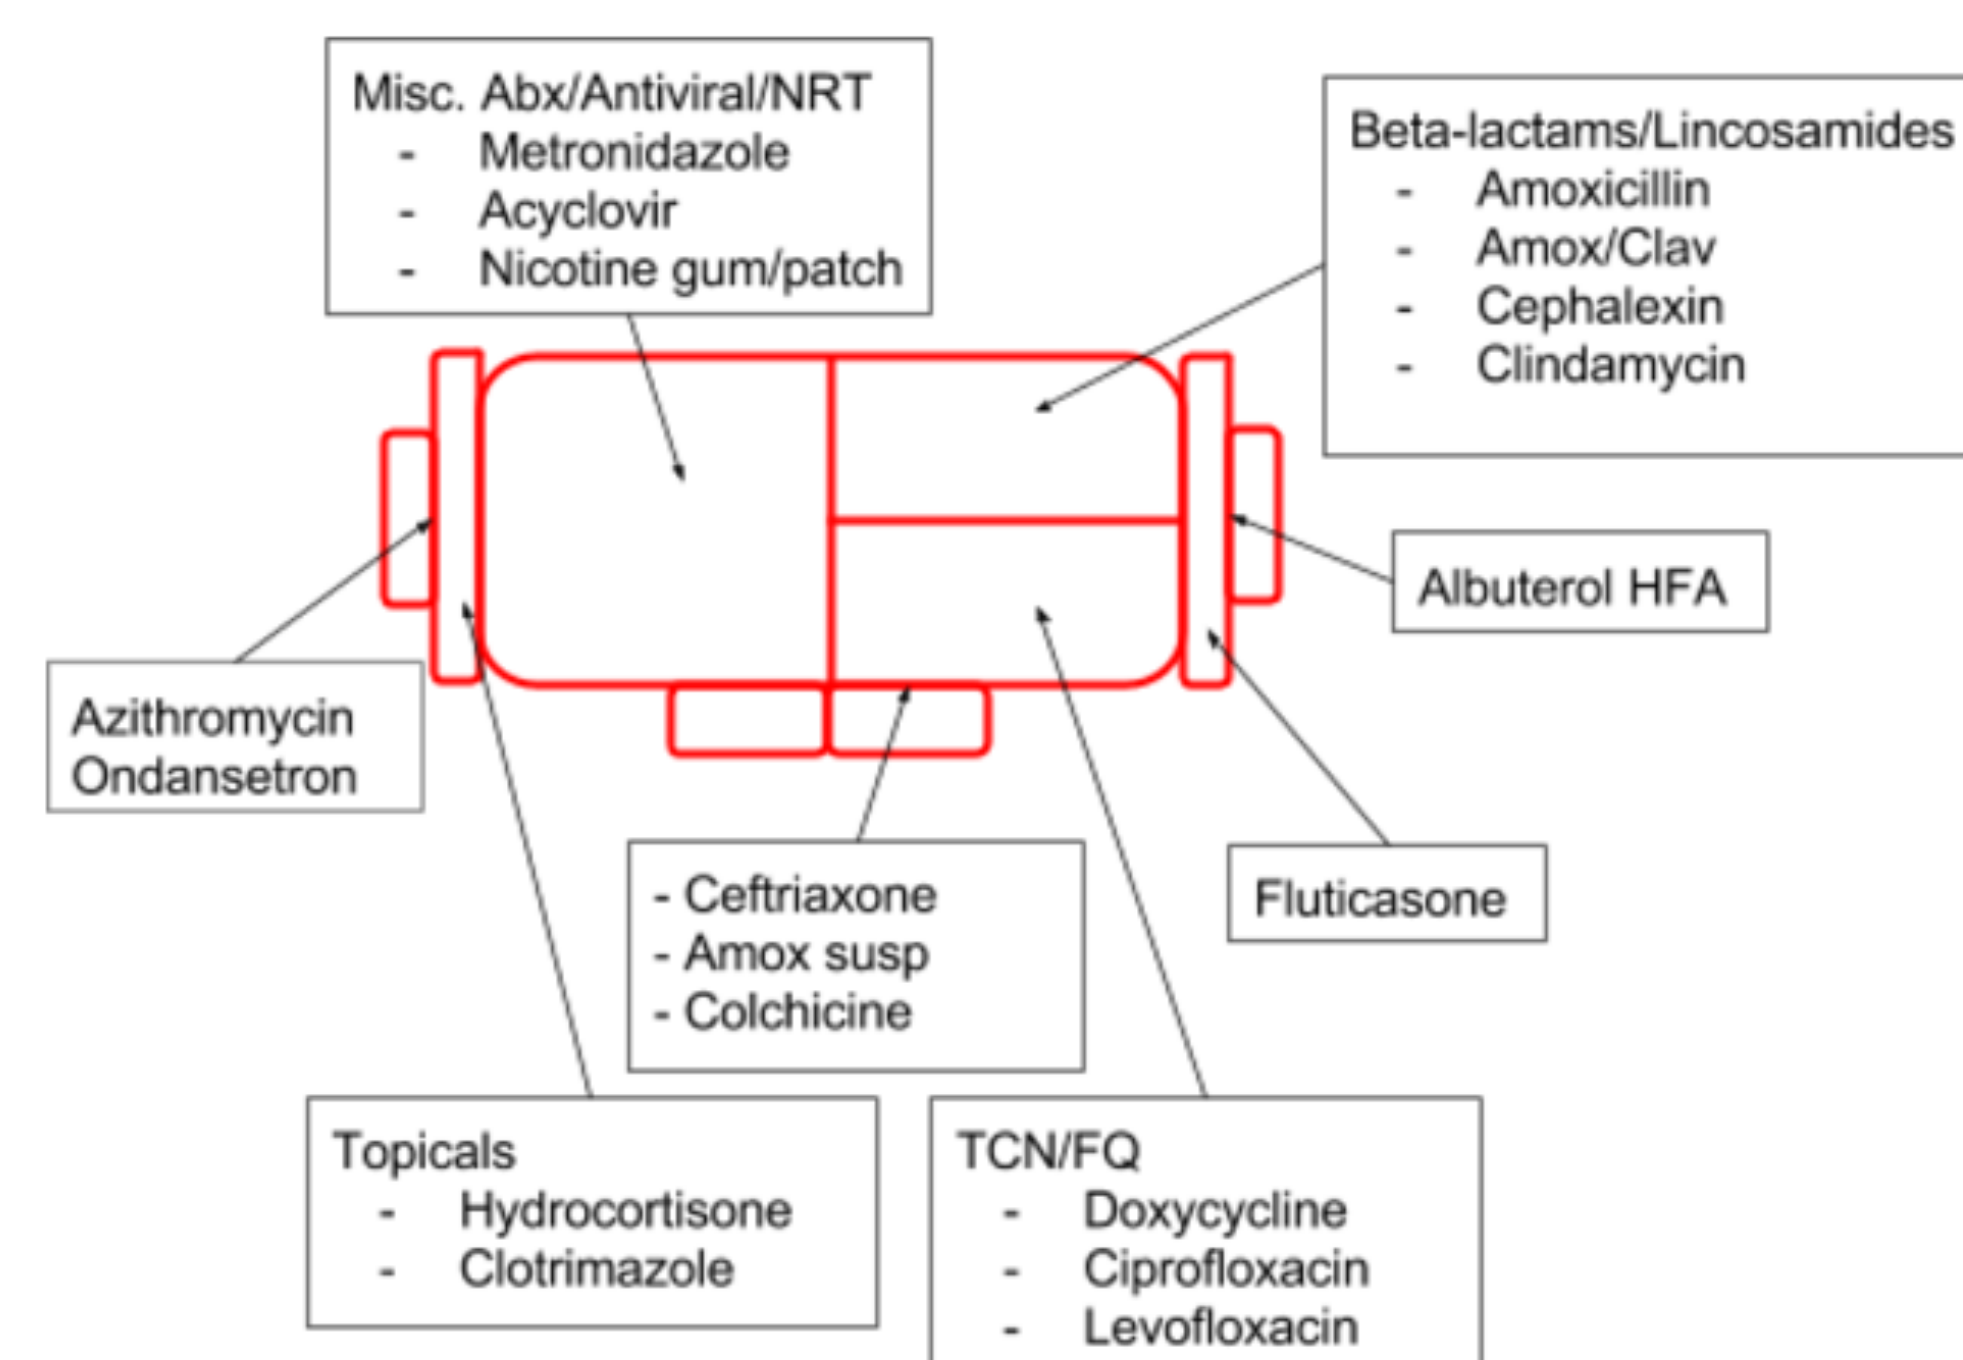 Misc. Abx/Antiviral/NRT
- Metronidazole
- Acyclovir
- Nicotine gum/patch
Beta-lactams/Lincosamides
- Amoxicillin
- Amox/Clav
- Cephalexin
- Clindamycin
Albuterol HFA
Azithromycin
Ondansetron
- Ceftriaxone
- Amox susp
- Colchicine
Fluticasone
Topicals
- Hydrocortisone
- Clotrimazole
TCN/FQ
- Doxycycline
- Ciprofloxacin
- Levofloxacin